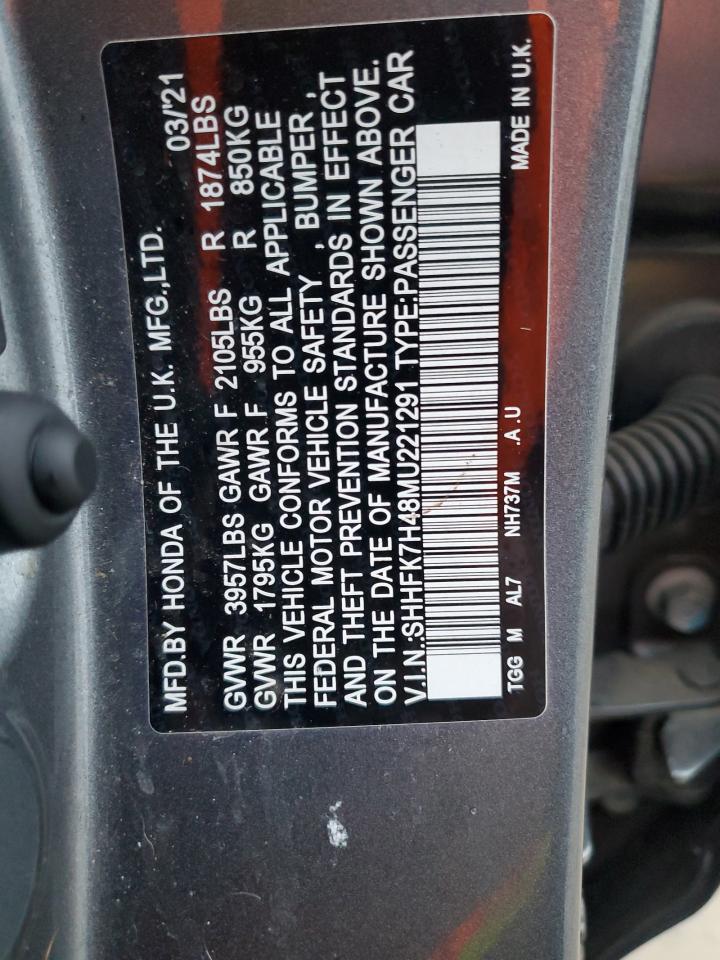 MFD.BY HONDA OF THE U.K. MFG.,LTD. 03/'21
GVWR 3957LBS GAWR F 2105LBS R 1874LBS
GVWR 1795KG GAWR F 955KG R 850KG
THIS VEHICLE CONFORMS TO ALL APPLICABLE
FEDERAL MOTOR VEHICLE SAFETY , BUMPER ,
AND THEFT PREVENTION STANDARDS IN EFFECT
ON THE DATE OF MANUFACTURE SHOWN ABOVE.
V.I.N.:SHHFK7H48MU221291 TYPE:PASSENGER CAR
TGG M AL7 NH737M .A .U MADE IN U.K.